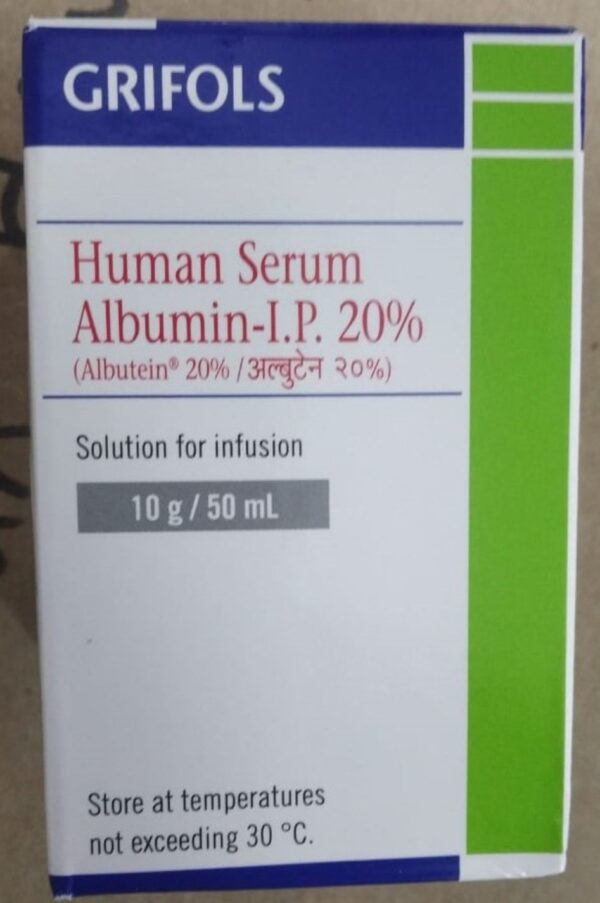 GRIFOLS
Human Serum
Albumin-I.P. 20%
(Albutein® 20% / अल्बुटेन २०%)
Solution for infusion
10 g / 50 mL
Store at temperatures
not exceeding 30 °C.